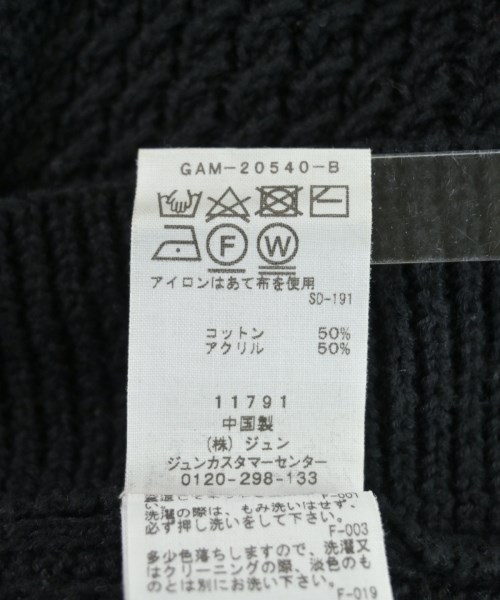 GAM-20540-B
F W
アイロンはあて布を使用
SD-191
コットン 50%
アクリル 50%
11791
中国製
(株) ジュン
ジュンカスタマーセンター
0120-298-133
F-001
い。
洗濯の際は、もみ洗いはせず、
必ず押し洗いをして下さい。
F-003
多少色落ちしますので、洗濯又
はクリーニングの際、淡色のも
のとは別にお洗い下さい。
F-019